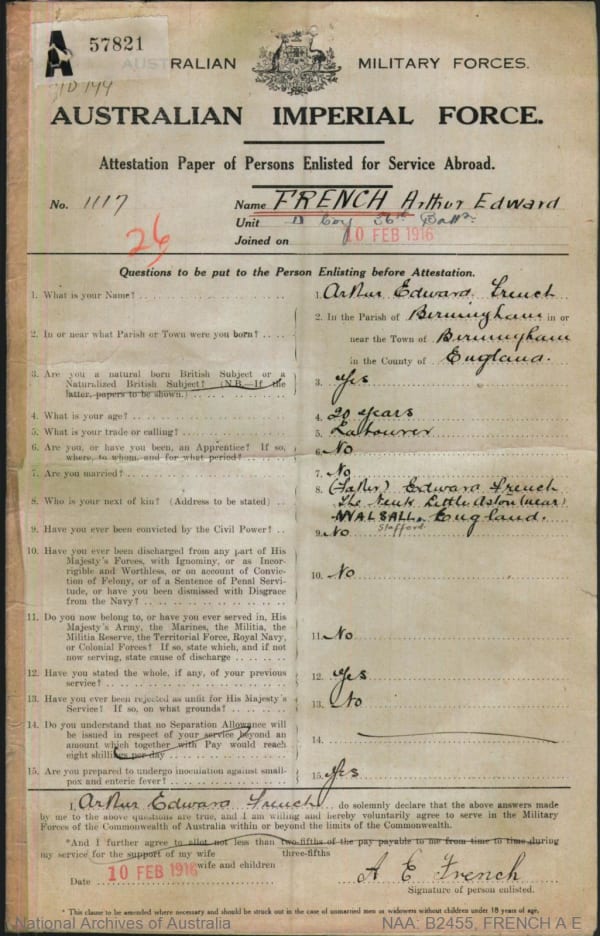 A 57821
AUSTRALIAN MILITARY FORCES.
AUSTRALIAN IMPERIAL FORCE.
Attestation Paper of Persons Enlisted for Service Abroad.
No. 1117 Name FRENCH Arthur Edward
Unit D Coy 56th Battn.
Joined on 10 FEB 1916
26
Questions to be put to the Person Enlisting before Attestation.
1. What is your Name? 1. Arthur Edward French
2. In or near what Parish or Town were you born? 2. In the Parish of Birmingham in or
near the Town of Birmingham
in the County of England.
3. Are you a natural born British Subject or a
Naturalized British Subject? (N.B.—If the
latter, papers to be shown.) 3. Yes
4. What is your age? 4. 20 years
5. What is your trade or calling? 5. Labourer
6. Are you, or have you been, an Apprentice? If so,
where, to whom, and for what period? 6. No
7. Are you married? 7. No
8. Who is your next of kin? (Address to be stated) 8. (Father) Edward French
The Little Aston (near)
WALSALL, England.
Stafford.
9. Have you ever been convicted by the Civil Power? 9. No
10. Have you ever been discharged from any part of His
Majesty's Forces, with Ignominy, or as Incor-
rigible and Worthless, or on account of Convic-
tion of Felony, or of a Sentence of Penal Servi-
tude, or have you been dismissed with Disgrace
from the Navy? 10. No
11. Do you now belong to, or have you ever served in, His
Majesty's Army, the Marines, the Militia, the
Militia Reserve, the Territorial Force, Royal Navy,
or Colonial Forces? If so, state which, and if not
now serving, state cause of discharge 11. No
12. Have you stated the whole, if any, of your previous
service? 12. Yes
13. Have you ever been rejected as unfit for His Majesty's
Service? If so, on what grounds? 13. No
14. Do you understand that no Separation Allowance will
be issued in respect of your service beyond an
amount which together with Pay would reach
eight shillings per day 14.
15. Are you prepared to undergo inoculation against small-
pox and enteric fever? 15. Yes
I, Arthur Edward French do solemnly declare that the above answers made
by me to the above questions are true, and I am willing and hereby voluntarily agree to serve in the Military
Forces of the Commonwealth of Australia within or beyond the limits of the Commonwealth.
*And I further agree to allot not less than two-fifths of the pay payable to me from time to time during
three-fifths
my service for the support of my wife
wife and children
Date 10 FEB 1916 A E French
Signature of person enlisted.
* This clause to be amended where necessary and should be struck out in the case of unmarried men or widowers without children under 18 years of age.
National Archives of Australia NAA: B2455, FRENCH A E